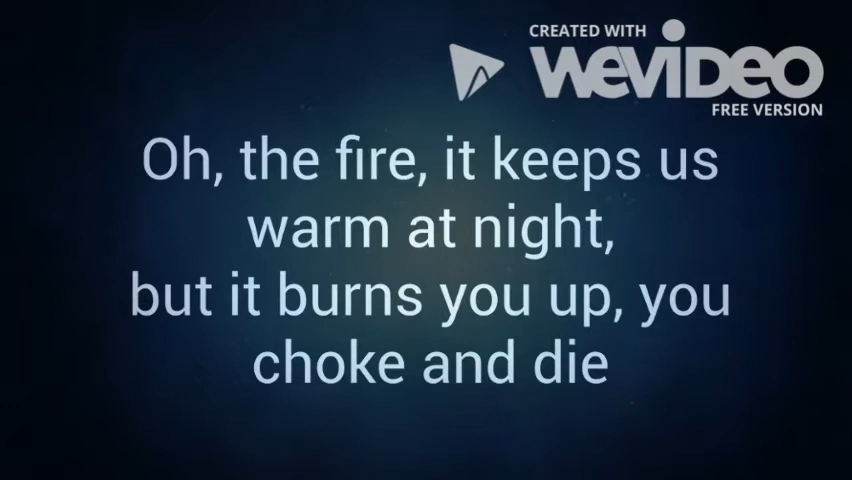 CREATED WITH
WEVIDEO
FREE VERSION
Oh, the fire, it keeps us
warm at night,
but it burns you up, you
choke and die